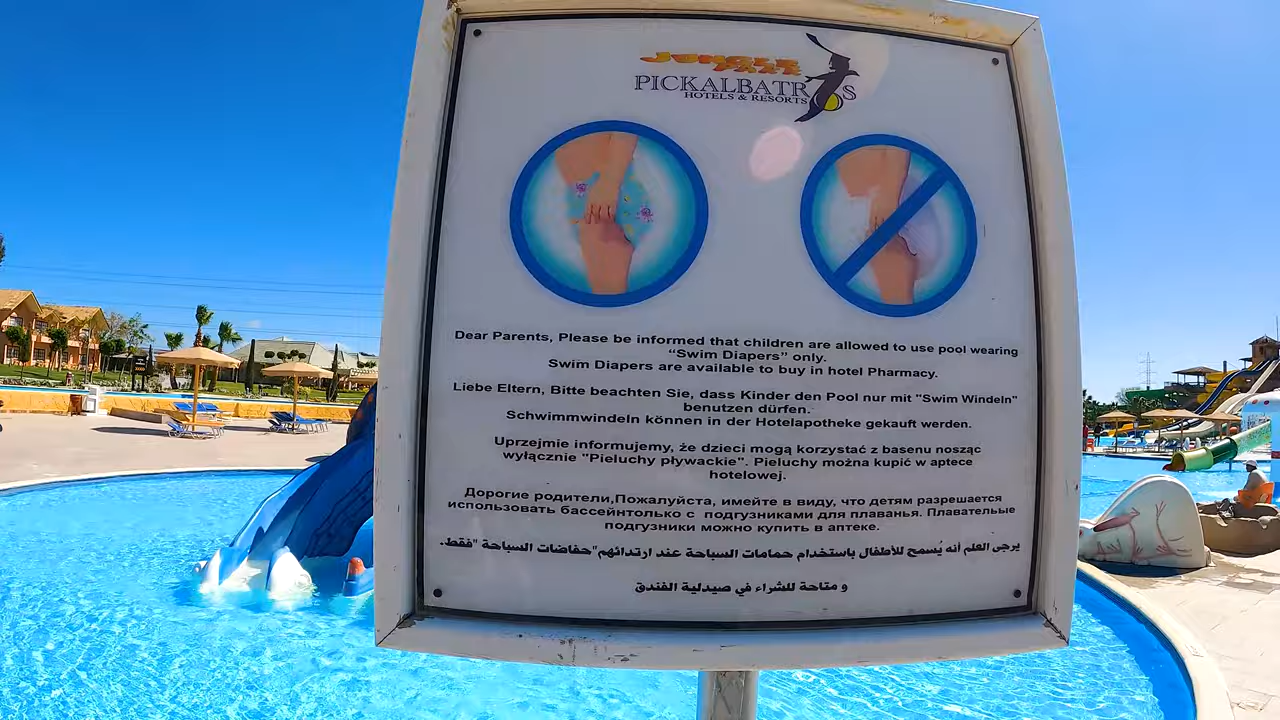 JUNGLE
PARK
PICKALBATROS
HOTELS & RESORTS
Dear Parents, Please be informed that children are allowed to use pool wearing
“Swim Diapers” only.
Swim Diapers are available to buy in hotel Pharmacy.
Liebe Eltern, Bitte beachten Sie, dass Kinder den Pool nur mit "Swim Windeln"
benutzen dürfen.
Schwimmwindeln können in der Hotelapotheke gekauft werden.
Uprzejmie informujemy, że dzieci mogą korzystać z basenu nosząc
wyłącznie "Pieluchy pływackie". Pieluchy można kupić w aptece
hotelowej.
Дорогие родители,Пожалуйста, имейте в виду, что детям разрешается
использовать бассейнтолько с подгузниками для плаванья. Плавательые
подгузники можно купить в аптеке.
يرجى العلم أنه يُسمح للأطفال باستخدام حمامات السباحة عند ارتدائهم"حفاضات السباحة "فقط.
و متاحة للشراء في صيدلية الفندق